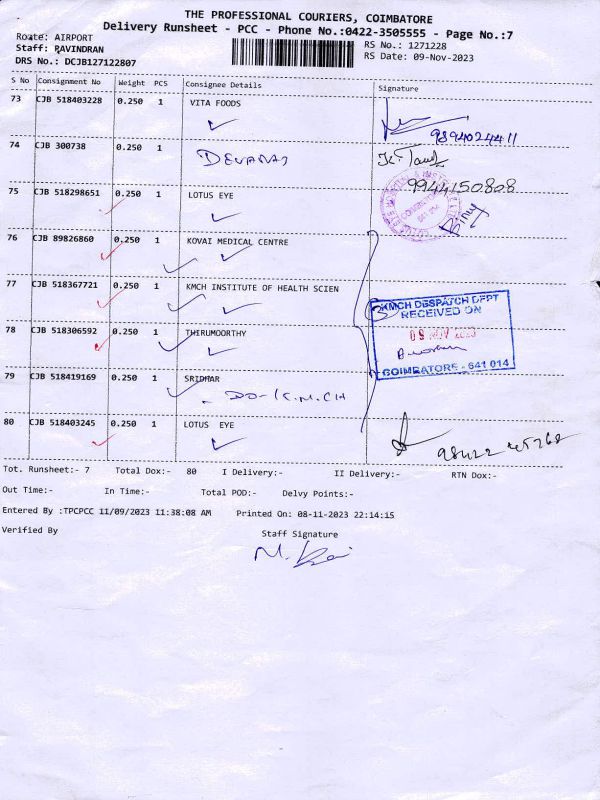 THE PROFESSIONAL COURIERS, COIMBATORE
Delivery Runsheet - PCC - Phone No.:0422-3505555 - Page No.:7
Route: AIRPORT
RS No.: 1271228
Staff: RAVINDRAN
RS Date: 09-Nov-2023
DRS No.: DCJB127122807
S No Consignment No Weight PCS Consignee Details Signature
73 CJB 518403228 0.250 1 VITA FOODS
9894024411
74 CJB 300738 0.250 1
DEVARAJ
9944150808
75 CJB 518298651 0.250 1 LOTUS EYE
76 CJB 89826860 0.250 1 KOVAI MEDICAL CENTRE
77 CJB 518367721 0.250 1 KMCH INSTITUTE OF HEALTH SCIEN
KMCH DESPATCH DEPT
RECEIVED ON
09 NOV 2023
COIMBATORE - 641 014
78 CJB 518306592 0.250 1 THERUMOORTHY
79 CJB 518419169 0.250 1 SRIDHAR
- DO - K.M.CH
80 CJB 518403245 0.250 1 LOTUS EYE
Tot. Runsheet:- 7 Total Dox:- 80 I Delivery:- II Delivery:- RTN Dox:-
Out Time:- In Time:- Total POD:- Delvy Points:-
Entered By :TPCPCC 11/09/2023 11:38:08 AM Printed On: 08-11-2023 22:14:15
Verified By Staff Signature